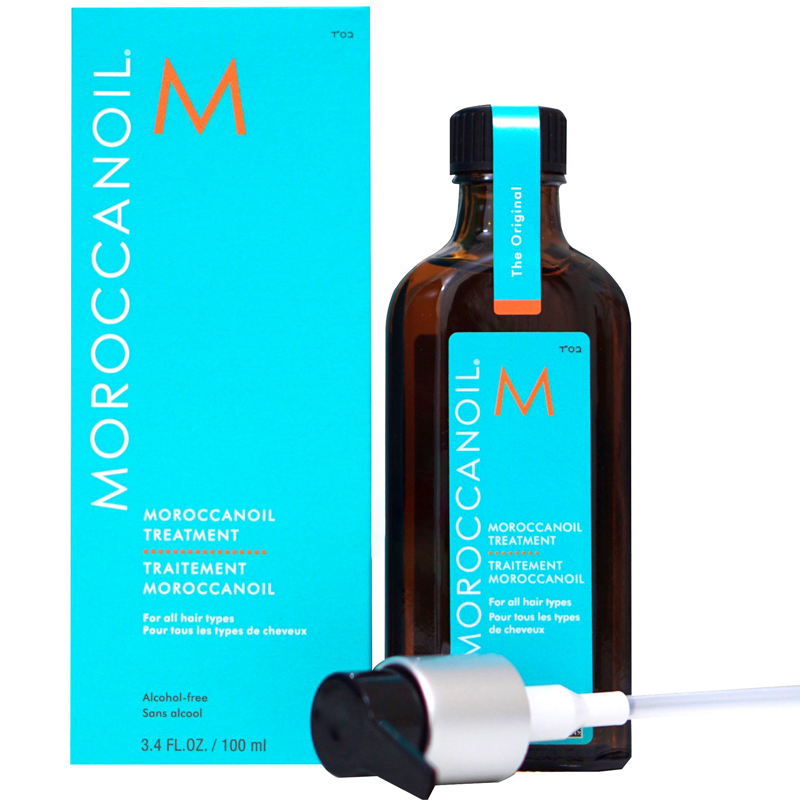 בס"ד
M
MOROCCANOIL®
MOROCCANOIL
TREATMENT
TRAITEMENT
MOROCCANOIL
For all hair types
Pour tous les types de cheveux
Alcohol-free
Sans alcool
3.4 FL.OZ. / 100 ml
The Original
בס"ד
M
MOROCCANOIL®
MOROCCANOIL
TREATMENT
TRAITEMENT
MOROCCANOIL
For all hair types
Pour tous les types
de cheveux